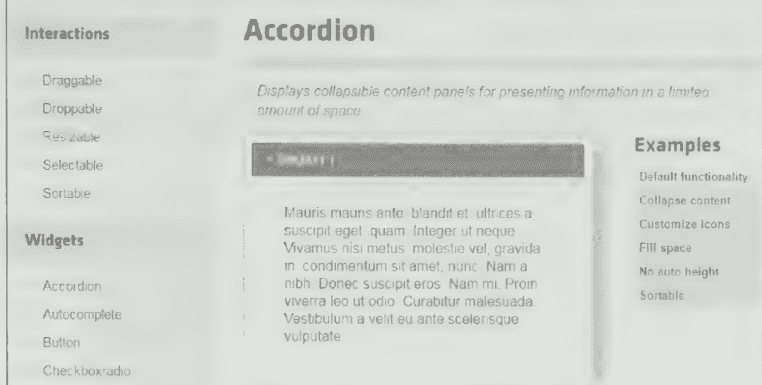 Interactions
Draggable
Droppable
Resizable
Selectable
Sortable
Widgets
Accordion
Autocomplete
Button
Checkboxradio
Accordion
Displays collapsible content panels for presenting information in a limited
amount of space
Mauris mauris ante blandit et ultrices a
suscipit eget quam Integer ut neque
Vivamus nisi metus molestie vel, gravida
in condimentum sit amet, nunc Nam a
nibh. Donec suscipit eros Nam mi. Proin
viverra leo ut odio Curabitur malesuada.
Vestibulum a velit eu ante scelerisque
vulputate
Examples
Default functionality
Collapse content
Customize icons
Fill space
No auto height
Sortable